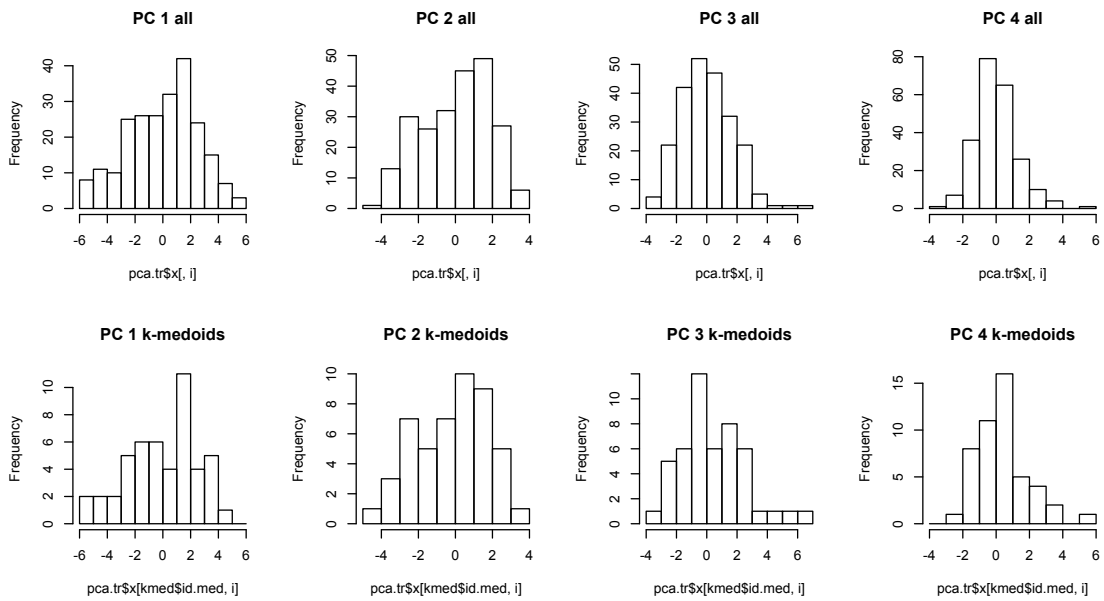 PC 1 all
Frequency
0 10 20 30 40
-6 -4 -2 0 2 4 6
pca.tr$x[, i]
PC 2 all
Frequency
0 10 20 30 40 50
-4 -2 0 2 4
pca.tr$x[, i]
PC 3 all
Frequency
0 10 20 30 40 50
-4 -2 0 2 4 6
pca.tr$x[, i]
PC 4 all
Frequency
0 20 40 60 80
-4 -2 0 2 4 6
pca.tr$x[, i]
PC 1 k-medoids
Frequency
0 2 4 6 8 10
-6 -4 -2 0 2 4 6
pca.tr$x[kmed$id.med, i]
PC 2 k-medoids
Frequency
0 2 4 6 8 10
-4 -2 0 2 4
pca.tr$x[kmed$id.med, i]
PC 3 k-medoids
Frequency
0 2 4 6 8 10
-4 -2 0 2 4 6
pca.tr$x[kmed$id.med, i]
PC 4 k-medoids
Frequency
0 5 10 15
-4 -2 0 2 4 6
pca.tr$x[kmed$id.med, i]